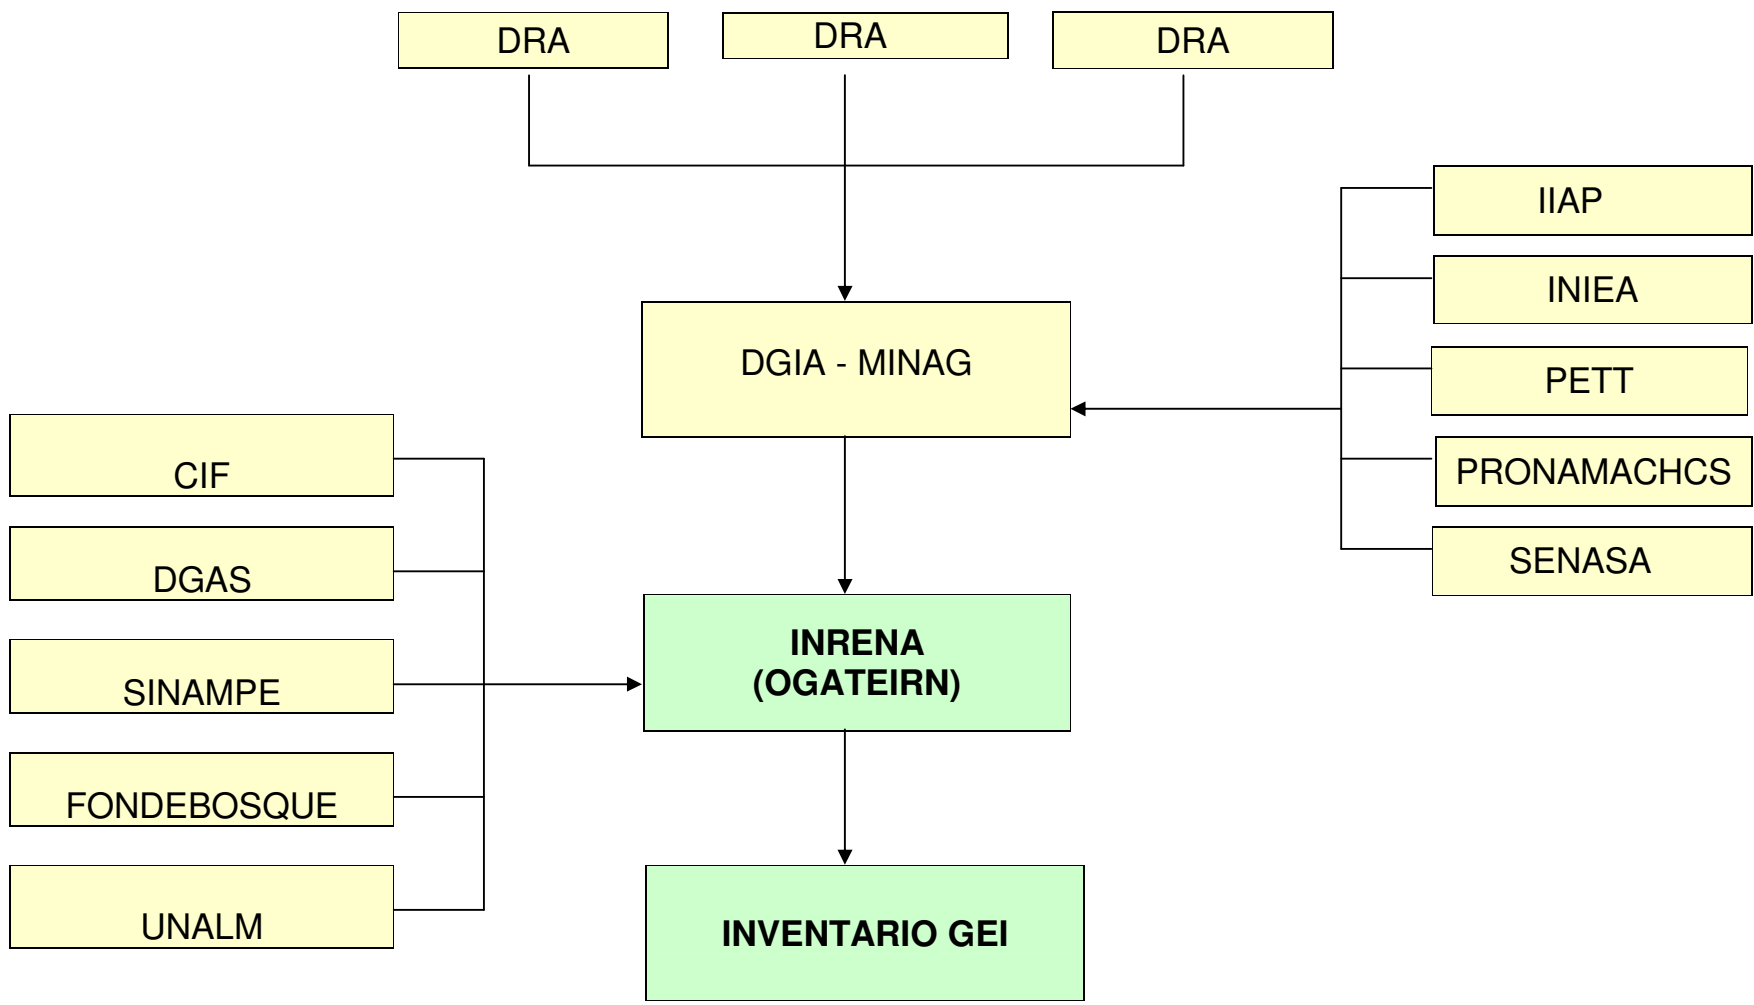 DRA
DRA
DRA
IIAP
INIEA
DGIA - MINAG
PETT
PRONAMACHCS
SENASA
CIF
DGAS
SINAMPE
FONDEBOSQUE
UNALM
INRENA
(OGATEIRN)
INVENTARIO GEI